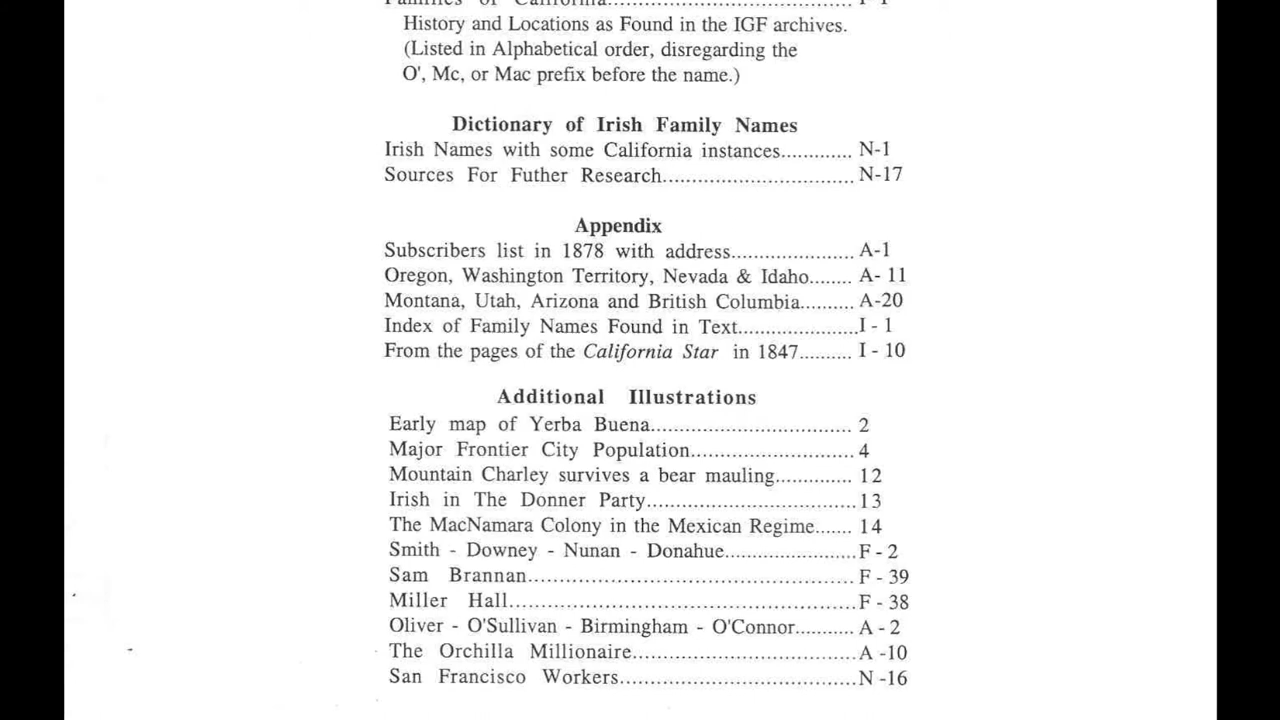 Families of California........................................... F-1
History and Locations as Found in the IGF archives.
(Listed in Alphabetical order, disregarding the
O', Mc, or Mac prefix before the name.)
Dictionary of Irish Family Names
Irish Names with some California instances............ N-1
Sources For Futher Research................................. N-17
Appendix
Subscribers list in 1878 with address..................... A-1
Oregon, Washington Territory, Nevada & Idaho....... A- 11
Montana, Utah, Arizona and British Columbia......... A-20
Index of Family Names Found in Text.....................I - 1
From the pages of the California Star in 1847.......... I - 10
Additional Illustrations
Early map of Yerba Buena.................................. 2
Major Frontier City Population............................ 4
Mountain Charley survives a bear mauling............. 12
Irish in The Donner Party....................................13
The MacNamara Colony in the Mexican Regime...... 14
Smith - Downey - Nunan - Donahue.......................F - 2
Sam Brannan........................................................ F - 39
Miller Hall............................................................F - 38
Oliver - O'Sullivan - Birmingham - O'Connor.......... A - 2
The Orchilla Millionaire......................................A -10
San Francisco Workers.........................................N -16